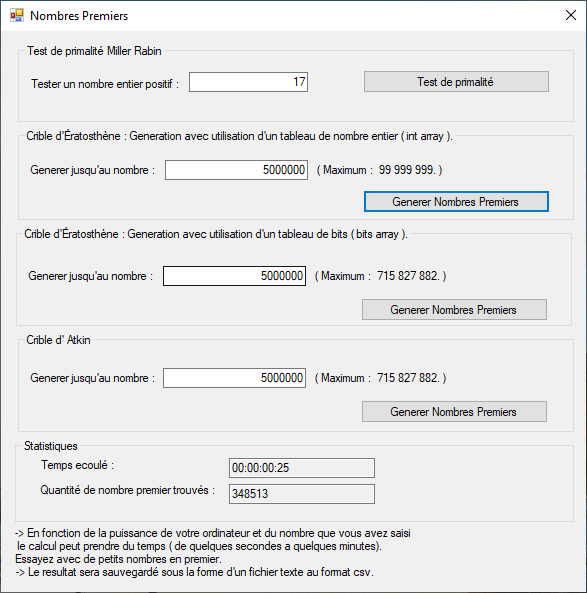 Nombres Premiers
Test de primalité Miller Rabin
Tester un nombre entier positif : 17 Test de primalité
Crible d'Ératosthène : Generation avec utilisation d'un tableau de nombre entier ( int array ).
Generer jusqu'au nombre : 5000000 ( Maximum : 99 999 999. )
Generer Nombres Premiers
Crible d'Ératosthène : Generation avec utilisation d'un tableau de bits ( bits array ).
Generer jusqu'au nombre : 5000000 ( Maximum : 715 827 882. )
Generer Nombres Premiers
Crible d' Atkin
Generer jusqu'au nombre : 5000000 ( Maximum : 715 827 882. )
Generer Nombres Premiers
Statistiques
Temps ecoulé : 00:00:00:25
Quantité de nombre premier trouvés : 348513
-> En fonction de la puissance de votre ordinateur et du nombre que vous avez saisi
le calcul peut prendre du temps ( de quelques secondes a quelques minutes).
Essayez avec de petits nombres en premier.
-> Le resultat sera sauvegardé sous la forme d'un fichier texte au format csv.